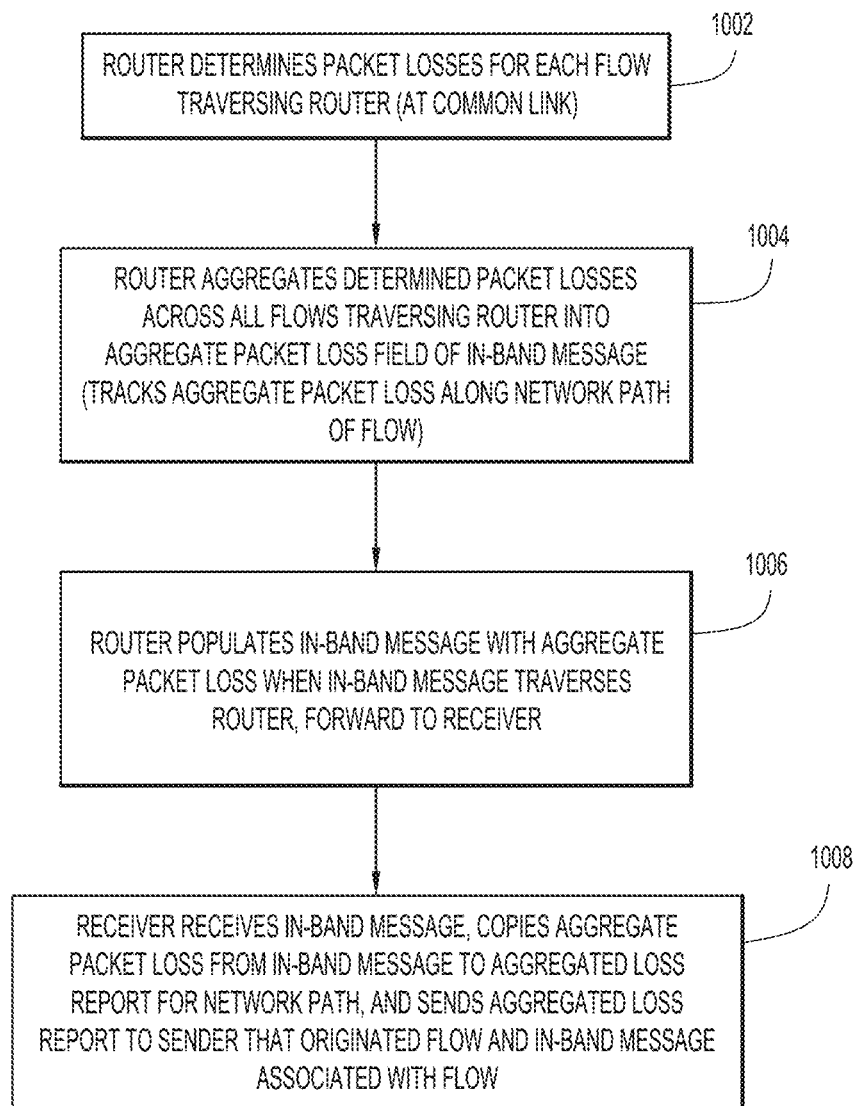 1002
ROUTER DETERMINES PACKET LOSSES FOR EACH FLOW
TRAVERSING ROUTER (AT COMMON LINK)
1004
ROUTER AGGREGATES DETERMINED PACKET LOSSES
ACROSS ALL FLOWS TRAVERSING ROUTER INTO
AGGREGATE PACKET LOSS FIELD OF IN-BAND MESSAGE
(TRACKS AGGREGATE PACKET LOSS ALONG NETWORK PATH
OF FLOW)
1006
ROUTER POPULATES IN-BAND MESSAGE WITH AGGREGATE
PACKET LOSS WHEN IN-BAND MESSAGE TRAVERSES
ROUTER, FORWARD TO RECEIVER
1008
RECEIVER RECEIVES IN-BAND MESSAGE, COPIES AGGREGATE
PACKET LOSS FROM IN-BAND MESSAGE TO AGGREGATED LOSS
REPORT FOR NETWORK PATH, AND SENDS AGGREGATED LOSS
REPORT TO SENDER THAT ORIGINATED FLOW AND IN-BAND MESSAGE
ASSOCIATED WITH FLOW